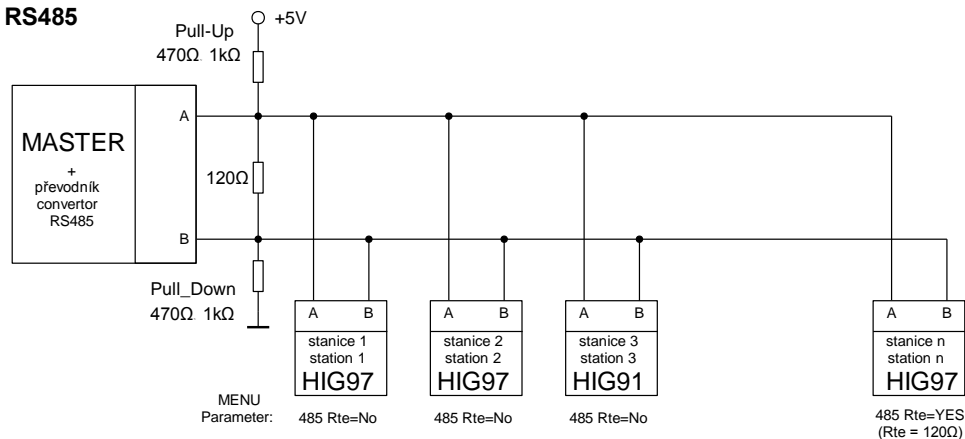 RS485
+5V
Pull-Up
470Ω 1kΩ
MASTER
+
převodník
convertor
RS485
A
120Ω
B
Pull_Down
470Ω 1kΩ
A B
stanice 1
station 1
HIG97
A B
stanice 2
station 2
HIG97
A B
stanice 3
station 3
HIG91
A B
stanice n
station n
HIG97
MENU
Parameter:
485 Rte=No
485 Rte=No
485 Rte=No
485 Rte=YES
(Rte = 120Ω)